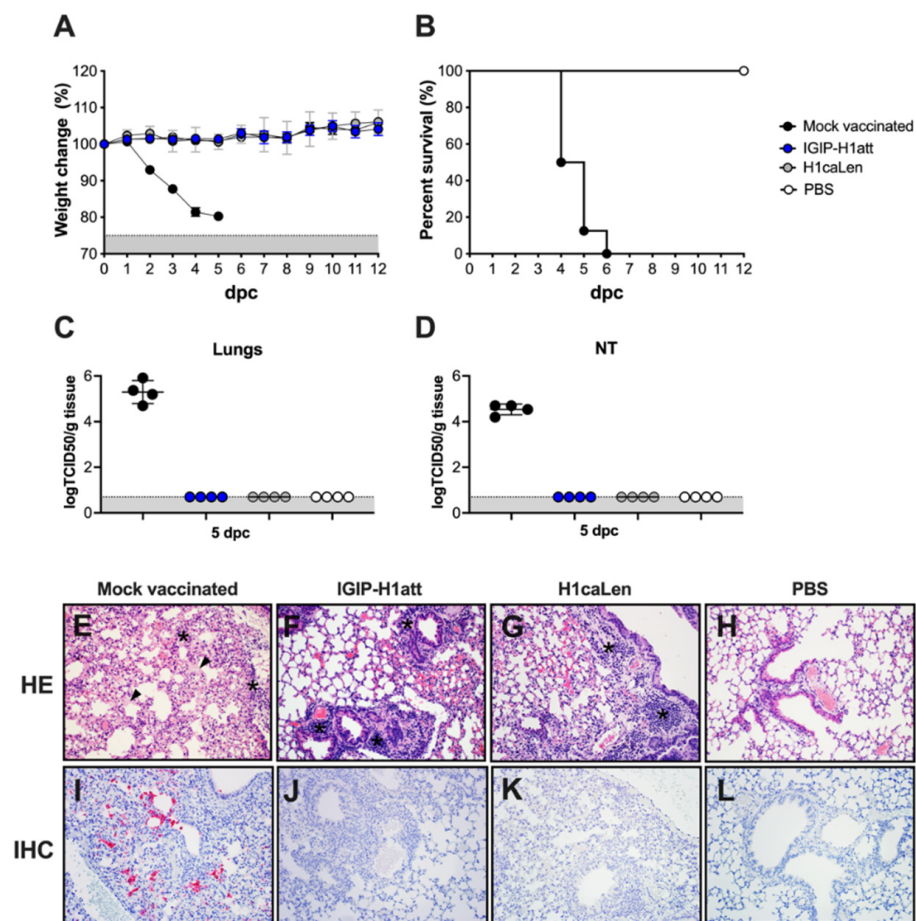 A
Weight change (%)
120
110
100
90
80
70
0 1 2 3 4 5 6 7 8 9 10 11 12
dpc
B
Percent survival (%)
100
80
60
40
20
0
0 1 2 3 4 5 6 7 8 9 10 11 12
dpc
Mock vaccinated
IGIP-H1att
H1caLen
PBS
C
Lungs
logTCID50/g tissue
6
4
2
0
5 dpc
D
NT
logTCID50/g tissue
6
4
2
0
5 dpc
Mock vaccinated IGIP-H1att H1caLen PBS
HE
E * *
F * * *
G * *
H
IHC
I
J
K
L